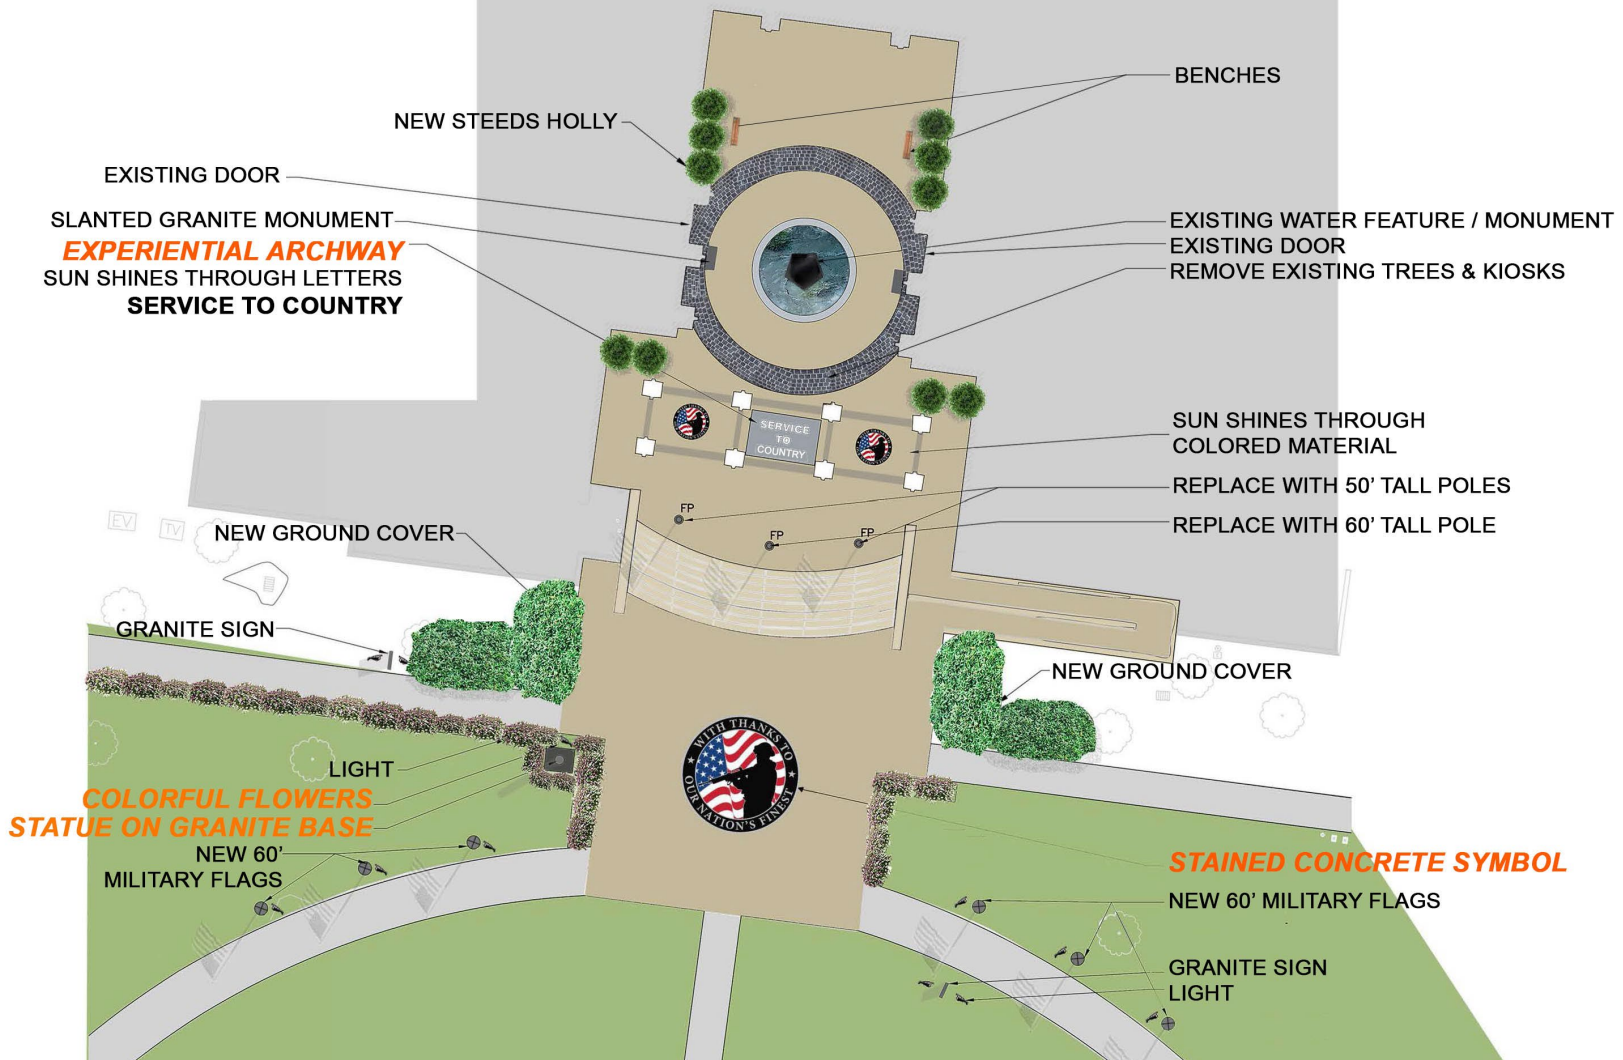 BENCHES
NEW STEEDS HOLLY
EXISTING DOOR
SLANTED GRANITE MONUMENT
EXPERIENTIAL ARCHWAY
SUN SHINES THROUGH LETTERS
SERVICE TO COUNTRY
EXISTING WATER FEATURE / MONUMENT
EXISTING DOOR
REMOVE EXISTING TREES & KIOSKS
SERVICE
TO
COUNTRY
SUN SHINES THROUGH
COLORED MATERIAL
REPLACE WITH 50' TALL POLES
REPLACE WITH 60' TALL POLE
FP
FP
FP
EV
TV
NEW GROUND COVER
GRANITE SIGN
NEW GROUND COVER
WITH THANKS TO
OUR NATION'S FINEST
LIGHT
COLORFUL FLOWERS
STATUE ON GRANITE BASE
NEW 60'
MILITARY FLAGS
STAINED CONCRETE SYMBOL
NEW 60' MILITARY FLAGS
GRANITE SIGN
LIGHT